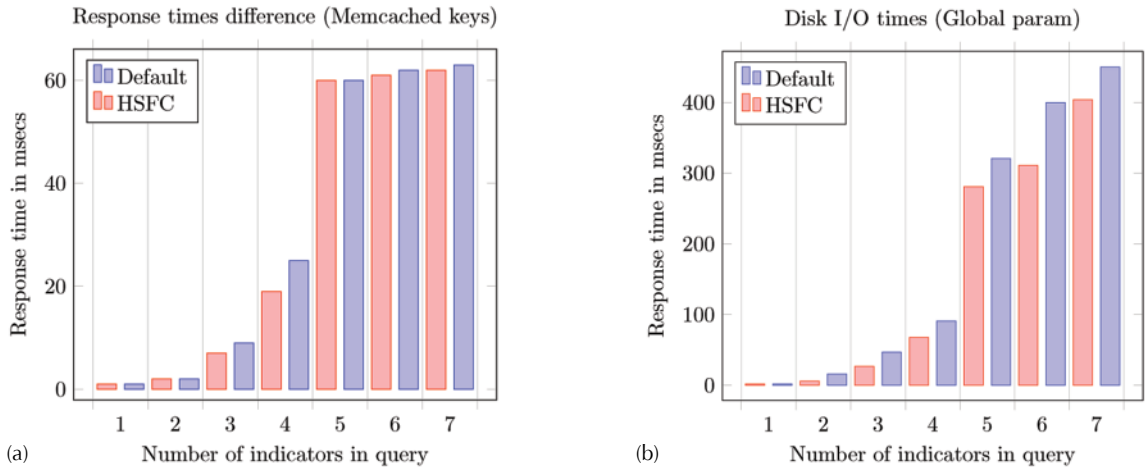 Response times difference (Memcached keys)
Response time in msecs
60
40
20
0
Default
HSFC
1 2 3 4 5 6 7
Number of indicators in query
(a)
Disk I/O times (Global param)
Response time in msecs
400
300
200
100
0
Default
HSFC
1 2 3 4 5 6 7
Number of indicators in query
(b)